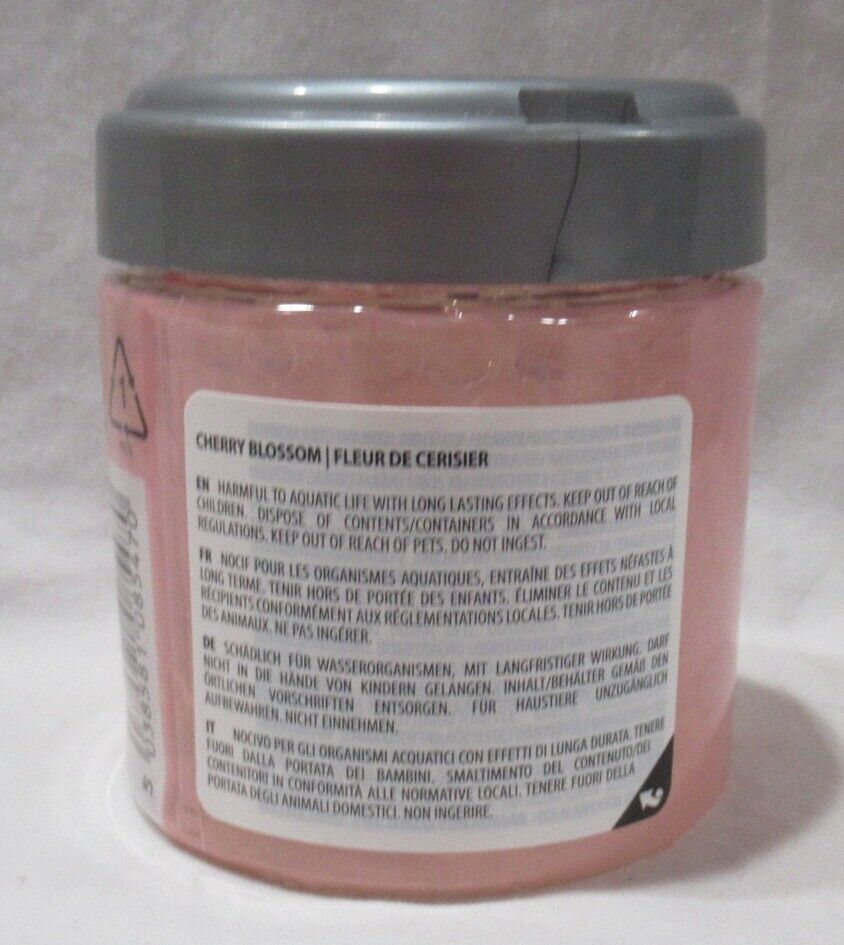 1
CHERRY BLOSSOM | FLEUR DE CERISIER
EN HARMFUL TO AQUATIC LIFE WITH LONG LASTING EFFECTS. KEEP OUT OF REACH OF
CHILDREN. DISPOSE OF CONTENTS/CONTAINERS IN ACCORDANCE WITH LOCAL
REGULATIONS. KEEP OUT OF REACH OF PETS. DO NOT INGEST.
FR NOCIF POUR LES ORGANISMES AQUATIQUES, ENTRAÎNE DES EFFETS NÉFASTES À
LONG TERME. TENIR HORS DE PORTÉE DES ENFANTS. ÉLIMINER LE CONTENU ET LES
RÉCIPIENTS CONFORMÉMENT AUX RÉGLEMENTATIONS LOCALES. TENIR HORS DE PORTÉE
DES ANIMAUX. NE PAS INGÉRER.
DE SCHÄDLICH FÜR WASSERORGANISMEN, MIT LANGFRISTIGER WIRKUNG. DARF
NICHT IN DIE HÄNDE VON KINDERN GELANGEN. INHALT/BEHÄLTER GEMÄß DEN
ÖRTLICHEN VORSCHRIFTEN ENTSORGEN. FÜR HAUSTIERE UNZUGÄNGLICH
AUFBEWAHREN. NICHT EINNEHMEN.
IT NOCIVO PER GLI ORGANISMI ACQUATICI CON EFFETTI DI LUNGA DURATA. TENERE
FUORI DALLA PORTATA DEI BAMBINI. SMALTIMENTO DEL CONTENUTO/DEI
CONTENITORI IN CONFORMITÀ ALLE NORMATIVE LOCALI. TENERE FUORI DELLA
PORTATA DEGLI ANIMALI DOMESTICI. NON INGERIRE.